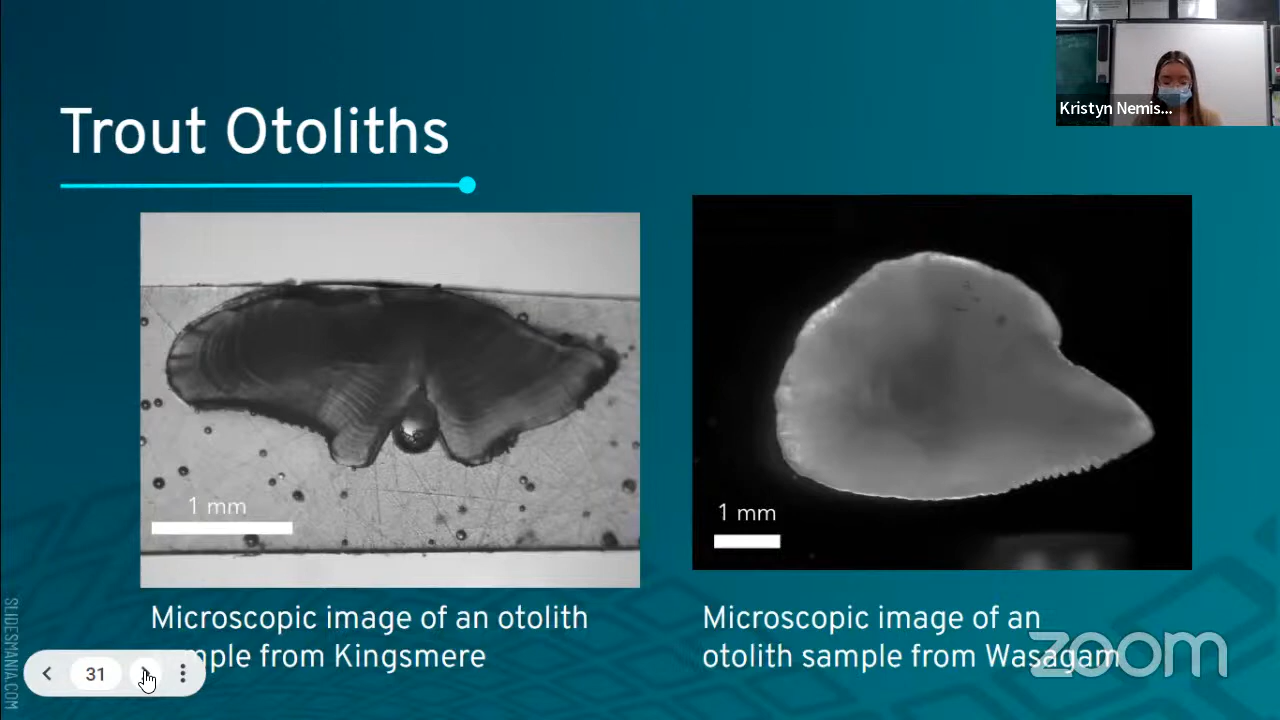 Trout Otoliths
Kristyn Nemis...
1 mm
1 mm
Microscopic image of an otolith
mple from Kingsmere
Microscopic image of an
otolith sample from Wasagam
zoom
31
SLIDESMANIA.COM